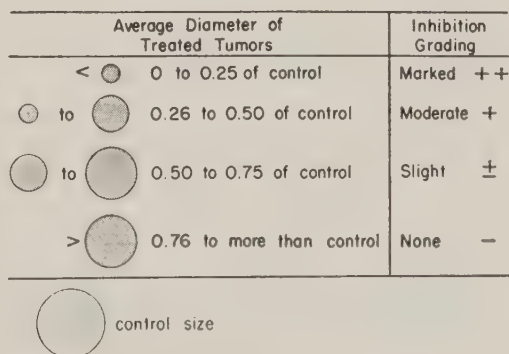 Average Diameter of Treated Tumors | Inhibition Grading
< 0 to 0.25 of control | Marked ++
to 0.26 to 0.50 of control | Moderate +
to 0.50 to 0.75 of control | Slight ±
> 0.76 to more than control | None −
control size